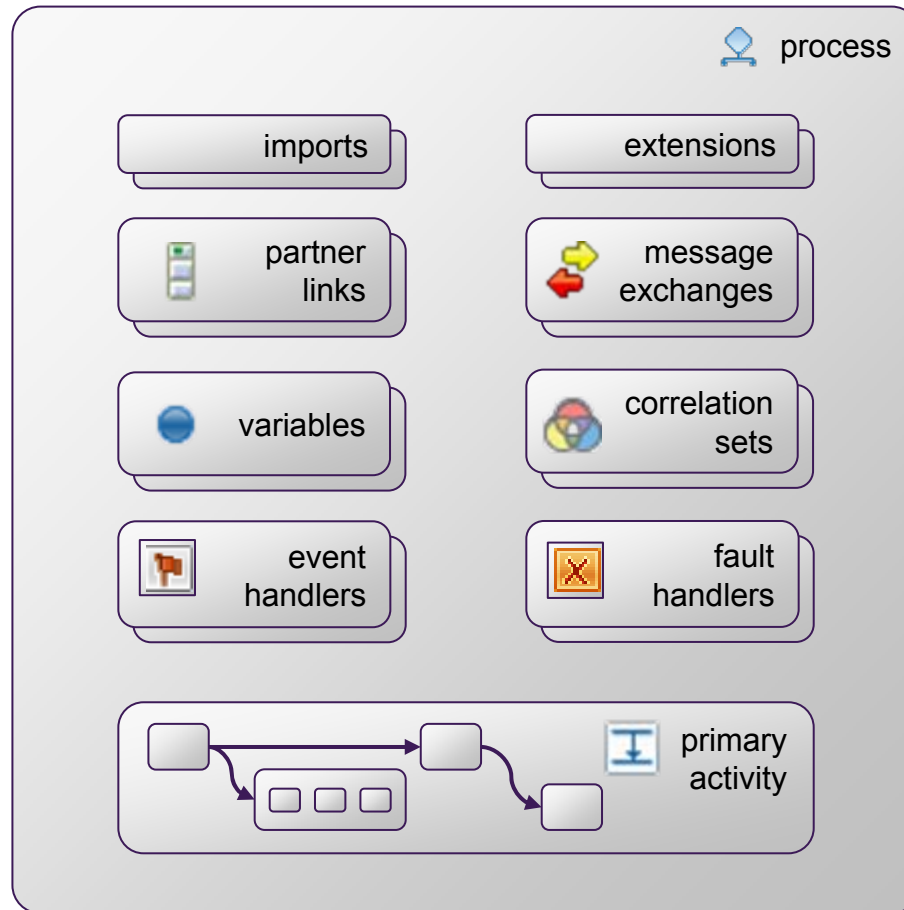 process
imports
extensions
partner
links
message
exchanges
variables
correlation
sets
event
handlers
fault
handlers
primary
activity